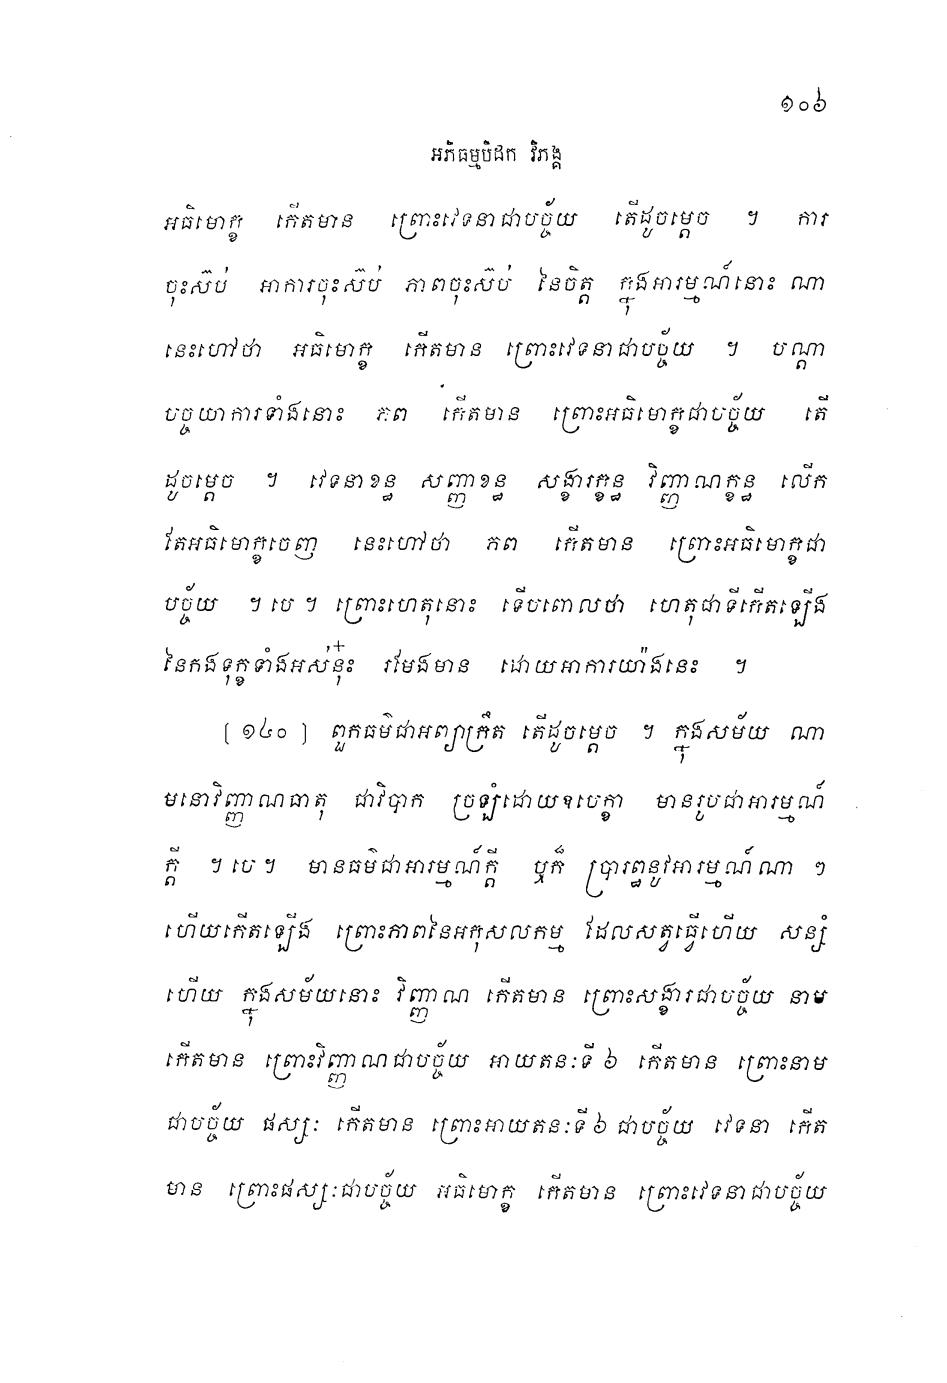 ១០៦
អភិធម្មបិដក វិភង្គ
អធិមោក្ខ កើតមាន ព្រោះវេទនាជាបច្ច័យ តើដូចម្តេច ។ ការ
ចុះស៊ប់ អាការចុះស៊ប់ ភាពចុះស៊ប់ នៃចិត្ត ក្នុងអារម្មណ៍នោះ ណា
នេះហៅថា អធិមោក្ខ កើតមាន ព្រោះវេទនាជាបច្ច័យ ។ បណ្តា
បច្ចយាការទាំងនោះ ភព កើតមាន ព្រោះអធិមោក្ខជាបច្ច័យ តើ
ដូចម្តេច ។ វេទនាខន្ធ សញ្ញាខន្ធ សង្ខារក្ខន្ធ វិញ្ញាណក្ខន្ធ លើក
តែអធិមោក្ខចេញ នេះហៅថា ភព កើតមាន ព្រោះអធិមោក្ខជា
បច្ច័យ ។ បេ ។ ព្រោះហេតុនោះ ទើបពោលថា ហេតុជាទីកើតឡើង
នៃកងទុក្ខទាំងអស់នុ៎ះ រមែងមាន ដោយអាការយ៉ាងនេះ ។
[ ១៤០ ] ពួកធម៌ជាអព្យាក្រឹត តើដូចម្តេច ។ ក្នុងសម័យ ណា
មនោវិញ្ញាណធាតុ ជាវិបាក ច្រឡំដោយឧបេក្ខា មានរូបជាអារម្មណ៍
ក្តី ។ បេ ។ មានធម៌ជាអារម្មណ៍ក្តី ឬក៏ ប្រារព្ធនូវអារម្មណ៍ណា ៗ
ហើយកើតឡើង ព្រោះភាពនៃអកុសលកម្ម ដែលសត្វធ្វើហើយ សន្សំ
ហើយ ក្នុងសម័យនោះ វិញ្ញាណ កើតមាន ព្រោះសង្ខារជាបច្ច័យ នាម
កើតមាន ព្រោះវិញ្ញាណជាបច្ច័យ អាយតនៈទី ៦ កើតមាន ព្រោះនាម
ជាបច្ច័យ ផស្សៈ កើតមាន ព្រោះអាយតនៈទី ៦ ជាបច្ច័យ វេទនា កើត
មាន ព្រោះផស្សៈជាបច្ច័យ អធិមោក្ខ កើតមាន ព្រោះវេទនាជាបច្ច័យ